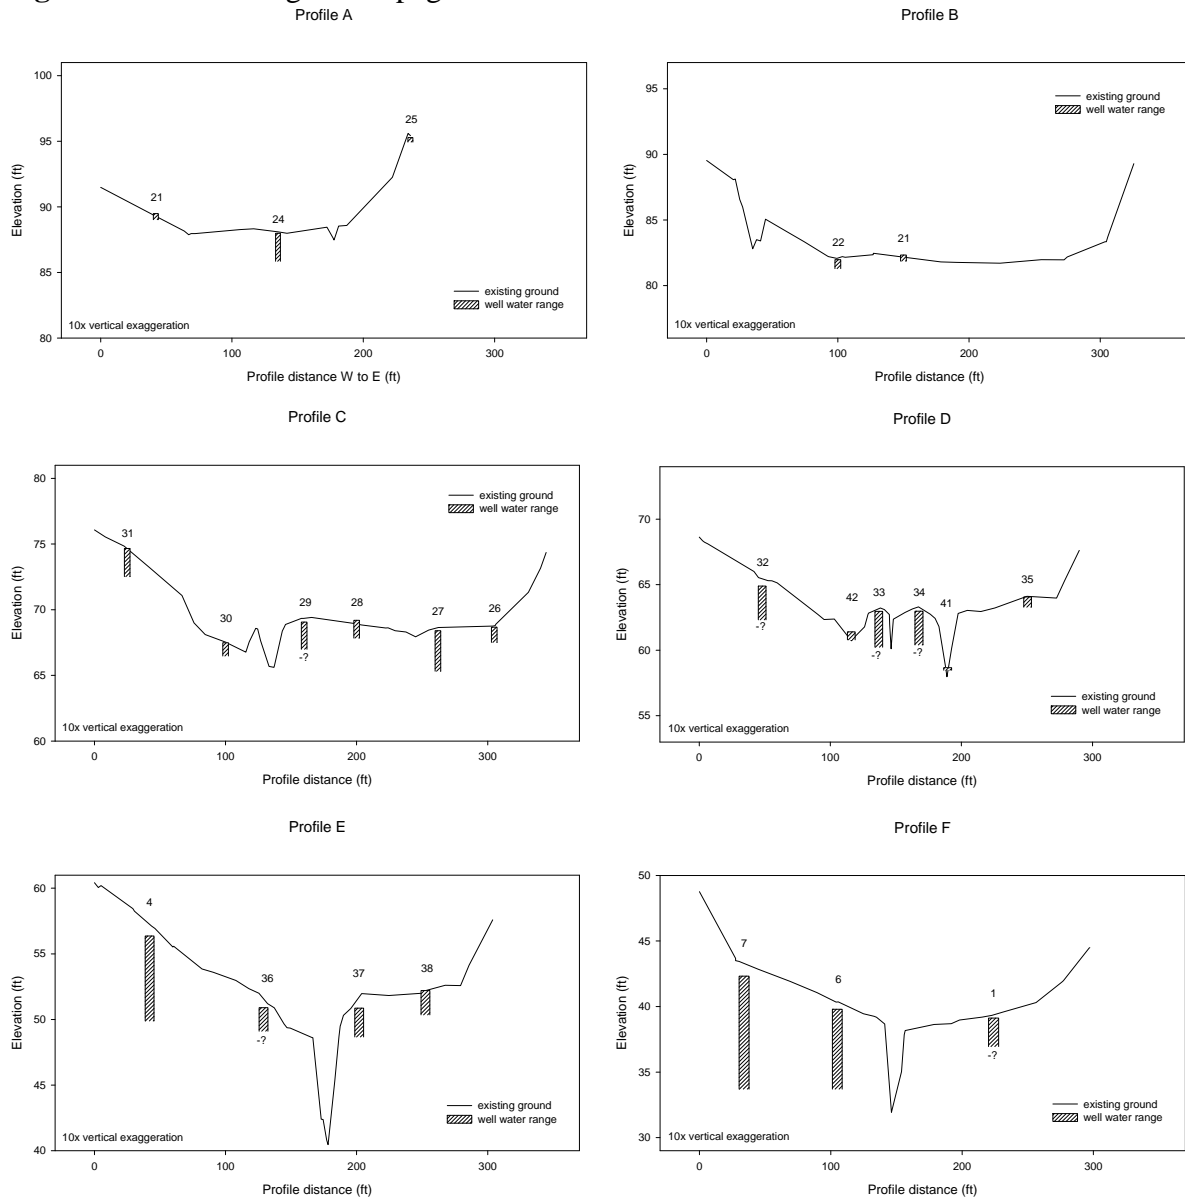 Profile A
100
95
90
85
80
Elevation (ft)
21
24
25
existing ground
well water range
10x vertical exaggeration
0
100
200
300
Profile distance W to E (ft)
Profile B
95
90
85
80
Elevation (ft)
22
21
existing ground
well water range
10x vertical exaggeration
0
100
200
300
Profile distance (ft)
Profile C
80
75
70
65
60
Elevation (ft)
31
30
29
-?
28
27
26
existing ground
well water range
10x vertical exaggeration
0
100
200
300
Profile distance (ft)
Profile D
70
65
60
55
Elevation (ft)
32
-?
42
33
-?
34
-?
41
35
existing ground
well water range
10x vertical exaggeration
0
100
200
300
Profile distance (ft)
Profile E
60
55
50
45
40
Elevation (ft)
4
36
-?
37
38
existing ground
well water range
10x vertical exaggeration
0
100
200
300
Profile distance (ft)
Profile F
50
45
40
35
30
Elevation (ft)
7
6
1
-?
existing ground
well water range
10x vertical exaggeration
0
100
200
300
Profile distance (ft)